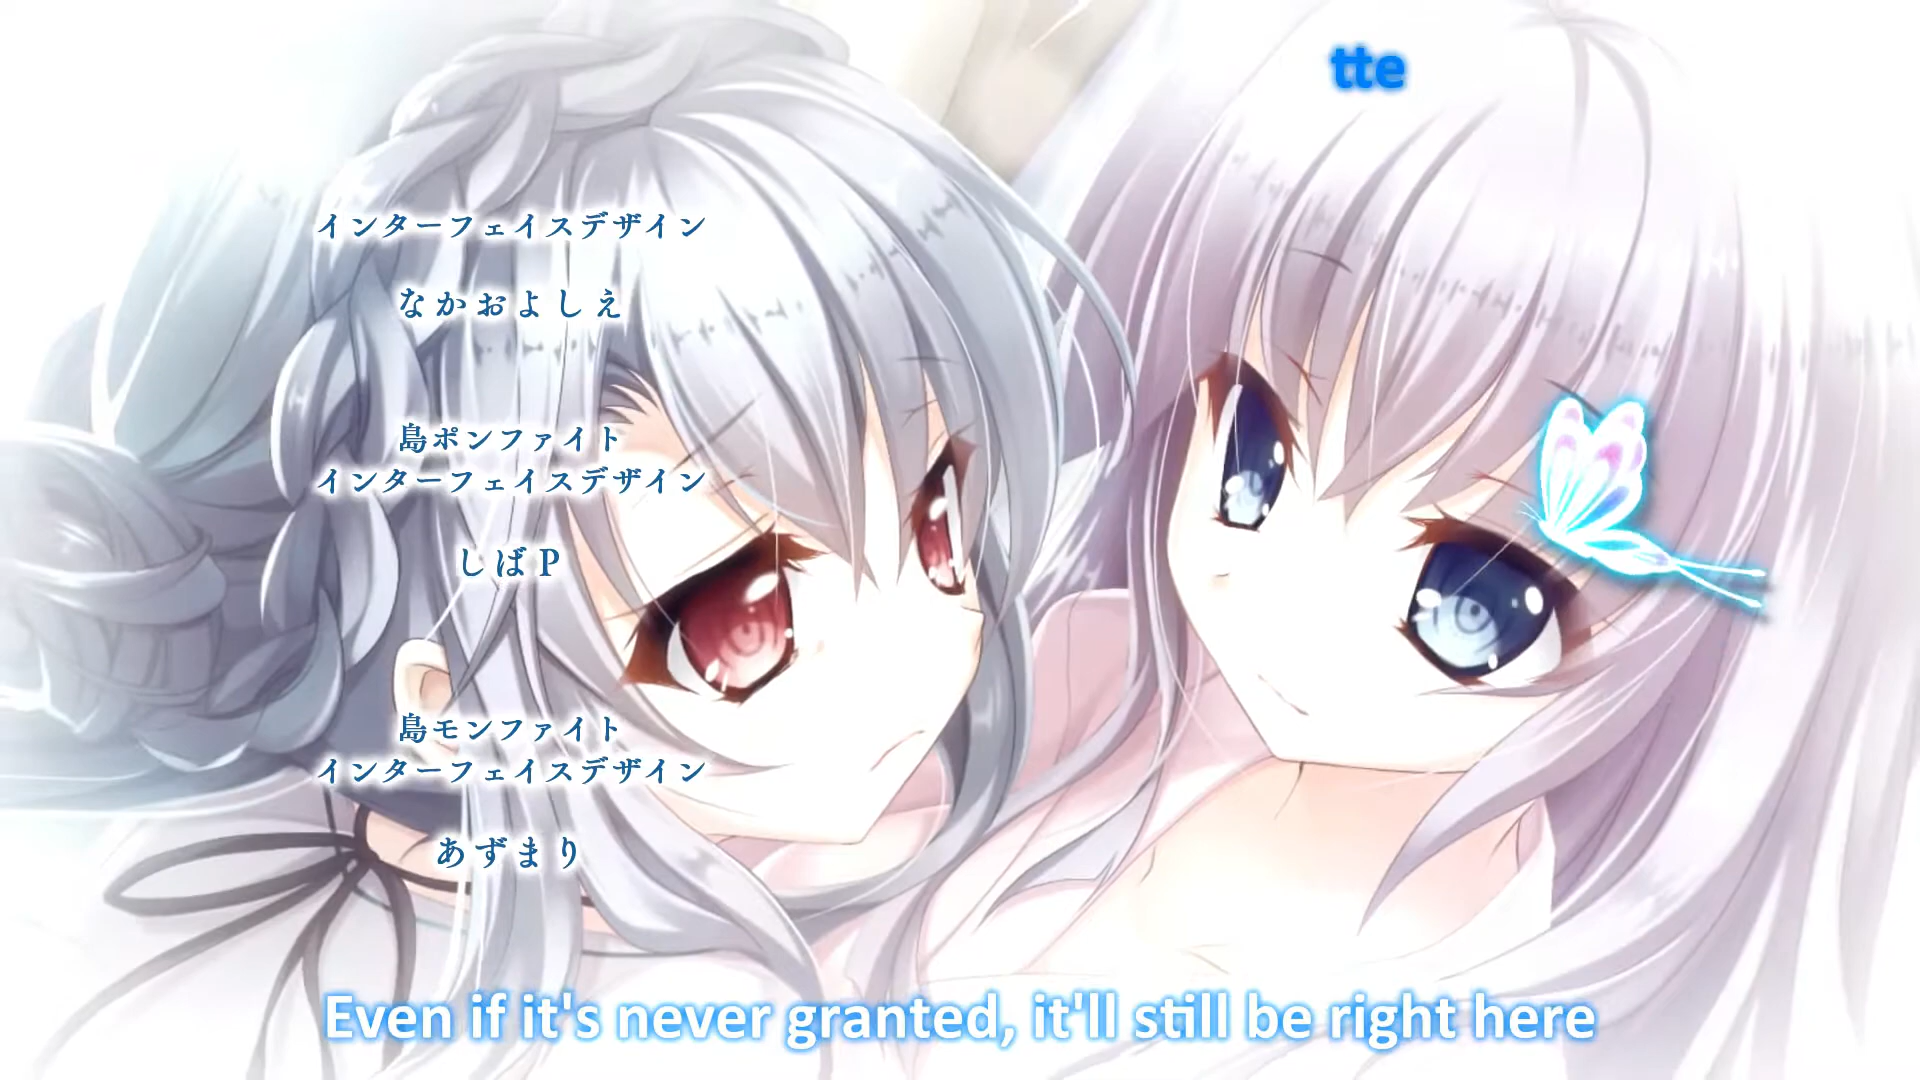 tte
インターフェイスデザイン
なかおよしえ
島ポンファイト
インターフェイスデザイン
しばP
島モンファイト
インターフェイスデザイン
あずまり
Even if it's never granted, it'll still be right here